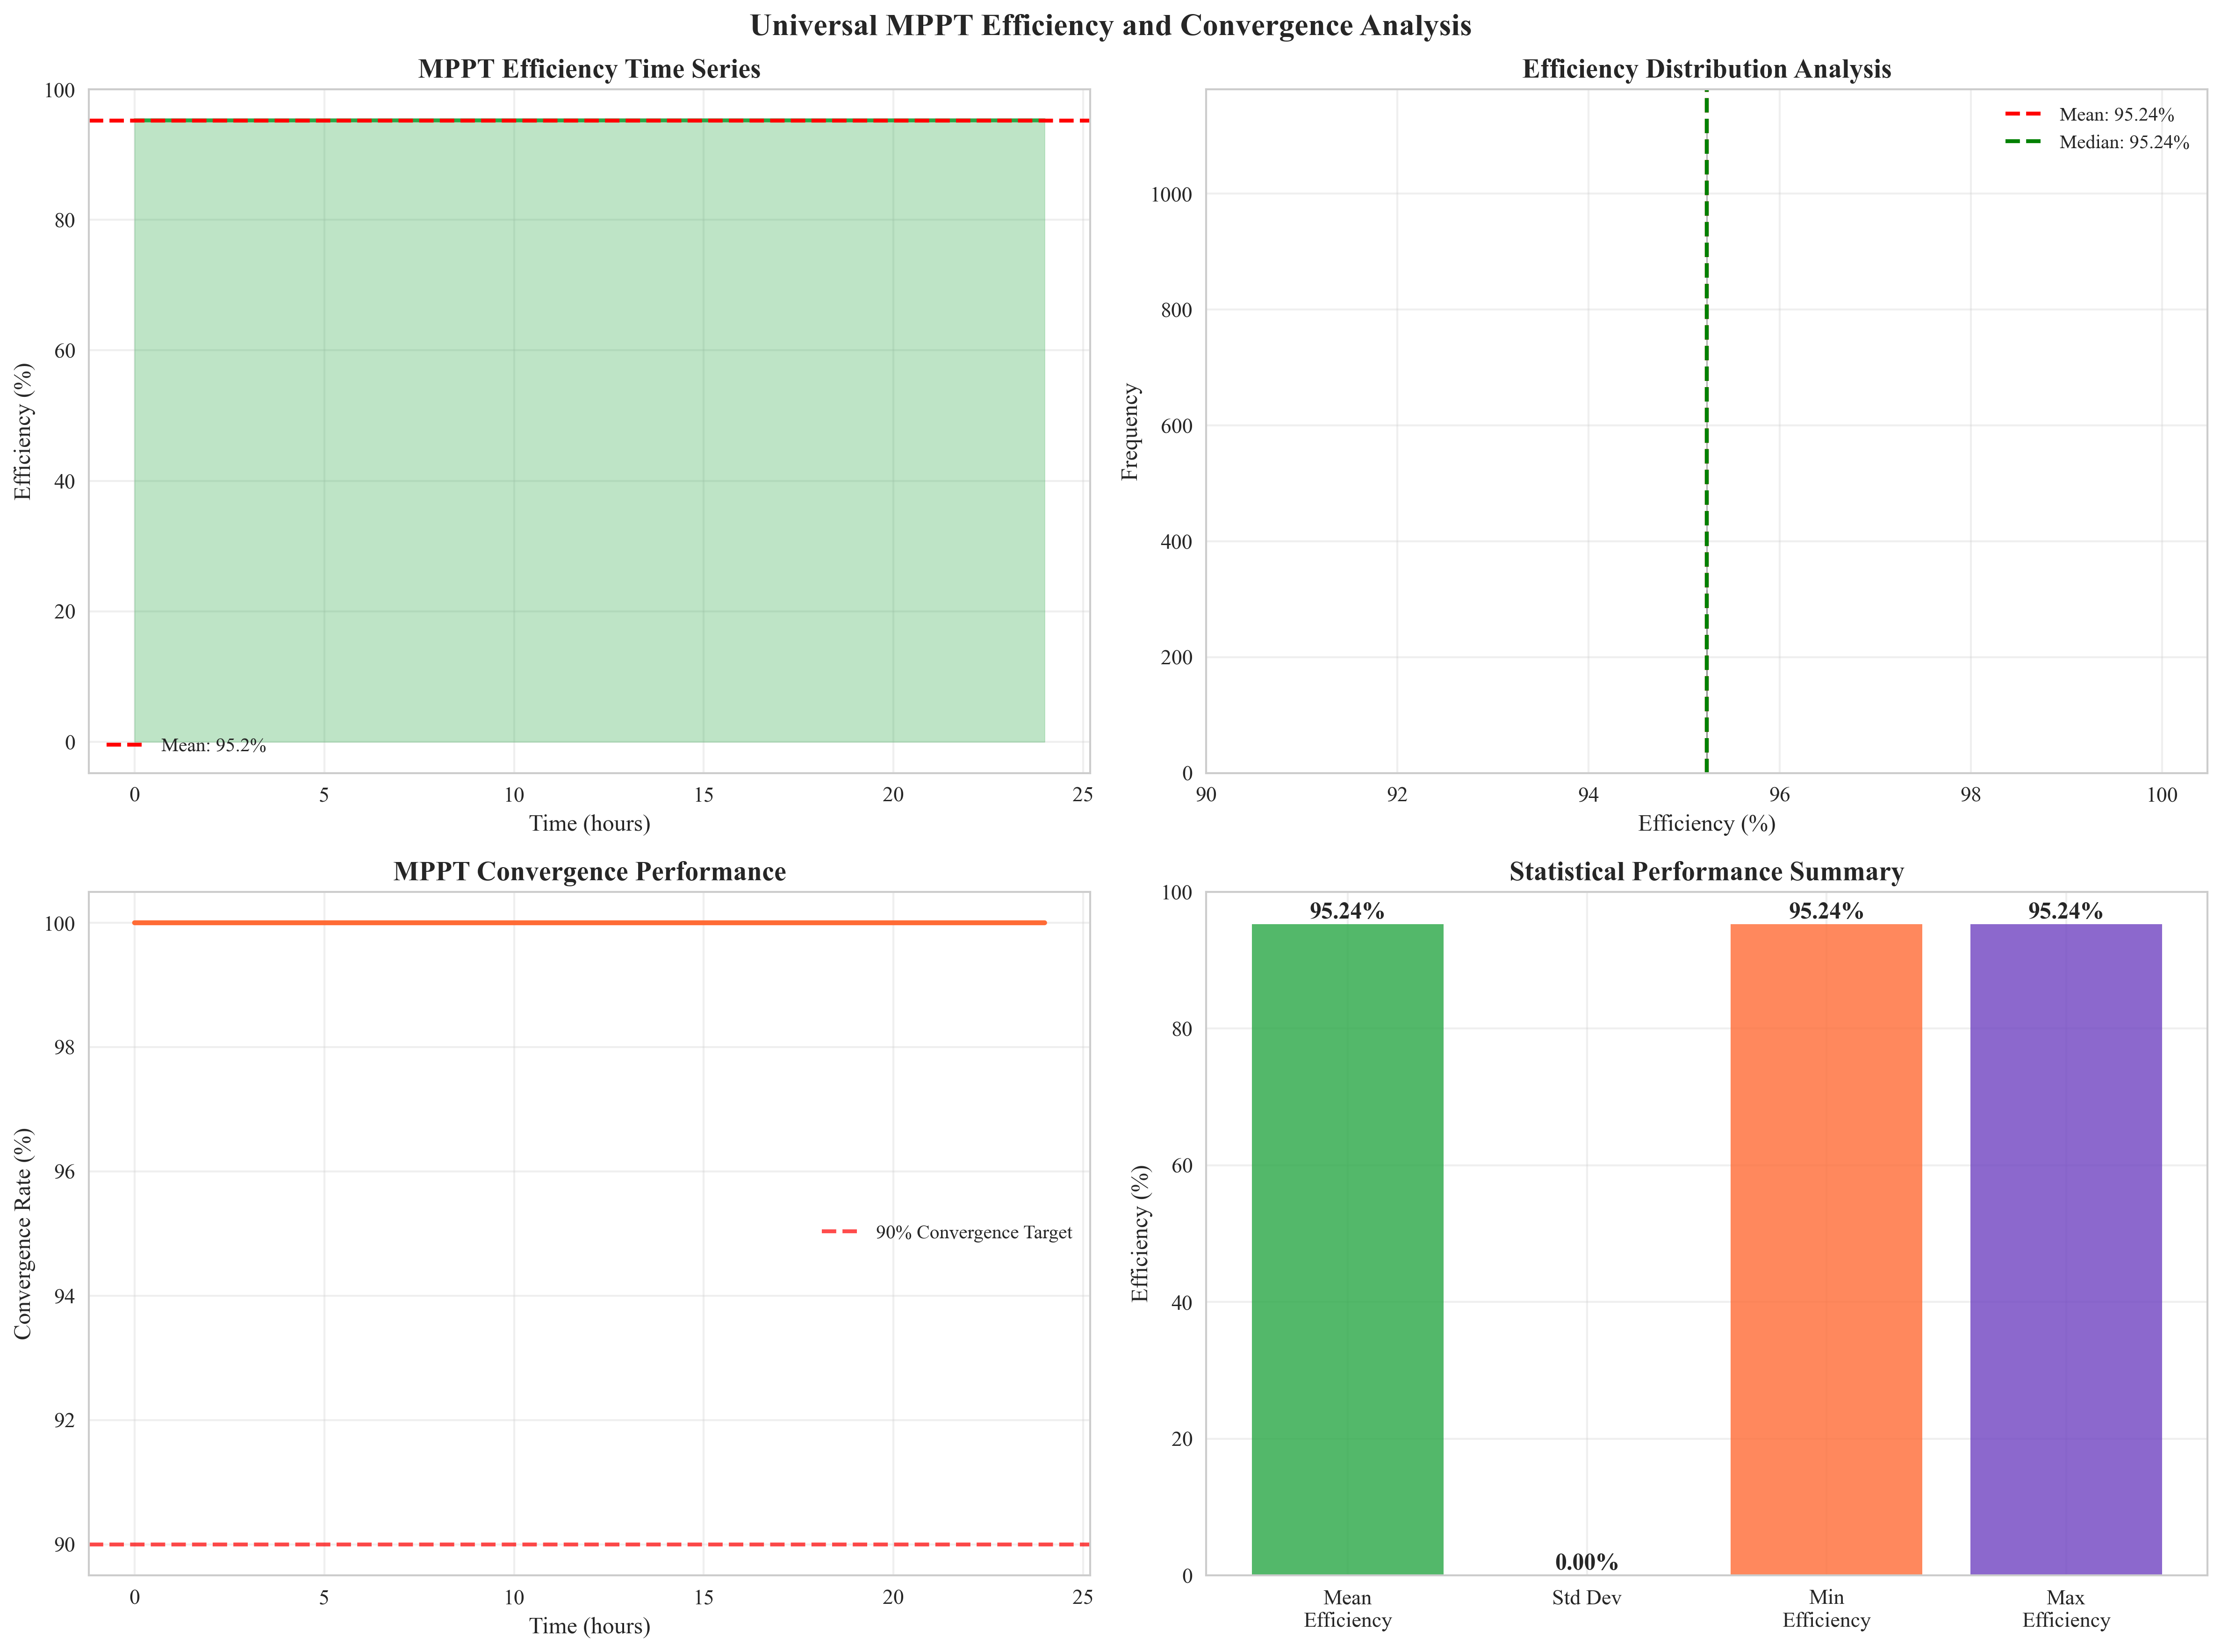 Universal MPPT Efficiency and Convergence Analysis
MPPT Efficiency Time Series
100
80
60
40
20
0
Efficiency (%)
Mean: 95.2%
0 5 10 15 20 25
Time (hours)
Efficiency Distribution Analysis
Mean: 95.24%
Median: 95.24%
1000
800
600
400
200
0
Frequency
90 92 94 96 98 100
Efficiency (%)
MPPT Convergence Performance
100
98
96
94
92
90
Convergence Rate (%)
90% Convergence Target
0 5 10 15 20 25
Time (hours)
Statistical Performance Summary
100
80
60
40
20
0
Efficiency (%)
95.24% 0.00% 95.24% 95.24%
Mean Std Dev Min Max
Efficiency Efficiency Efficiency